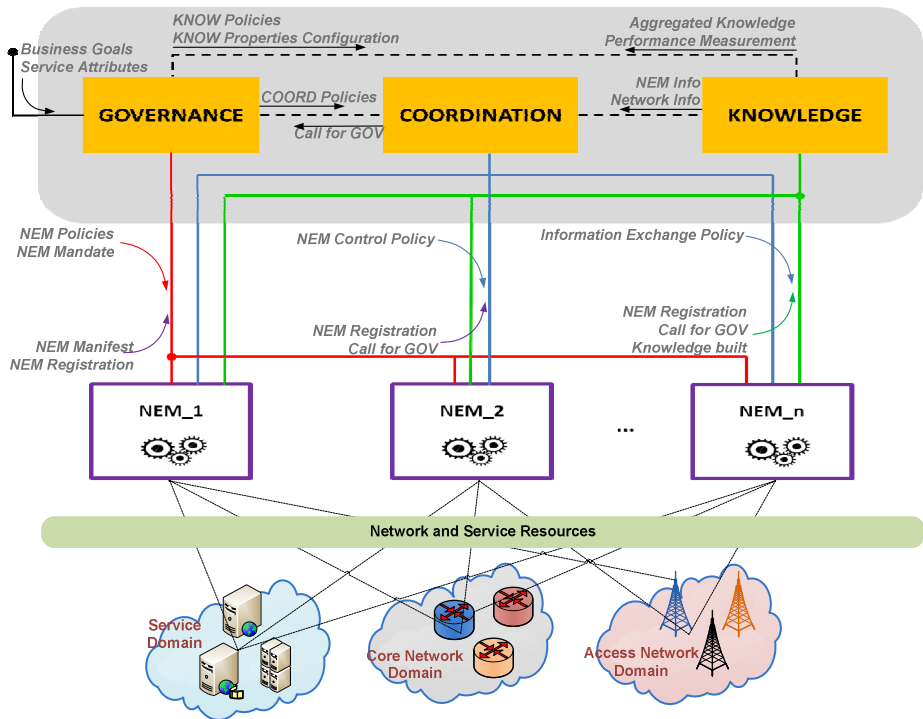 KNOW Policies
KNOW Properties Configuration
Aggregated Knowledge
Performance Measurement
Business Goals
Service Attributes
COORD Policies
NEM Info
Network Info
GOVERNANCE
COORDINATION
KNOWLEDGE
Call for GOV
NEM Policies
NEM Mandate
NEM Control Policy
Information Exchange Policy
NEM Manifest
NEM Registration
NEM Registration
Call for GOV
NEM Registration
Call for GOV
Knowledge built
NEM_1
NEM_2
...
NEM_n
Network and Service Resources
Service
Domain
Core Network
Domain
Access Network
Domain